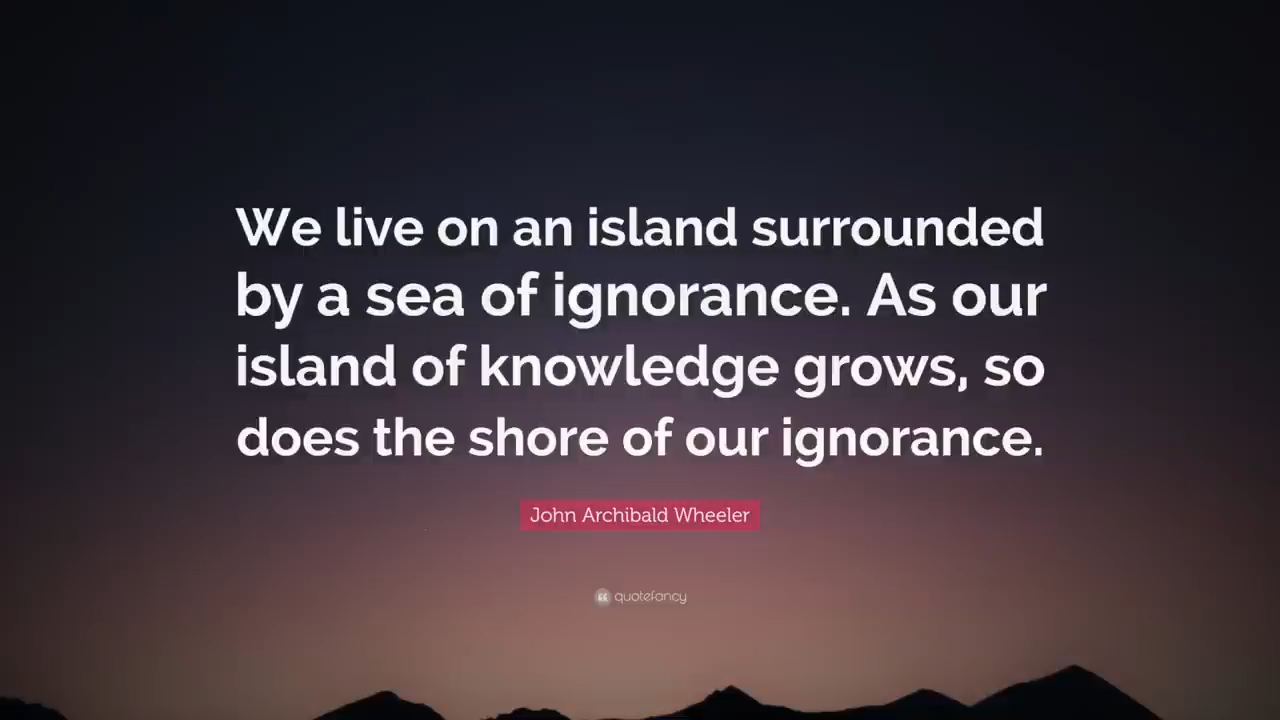 We live on an island surrounded
by a sea of ignorance. As our
island of knowledge grows, so
does the shore of our ignorance.
John Archibald Wheeler
quotefancy